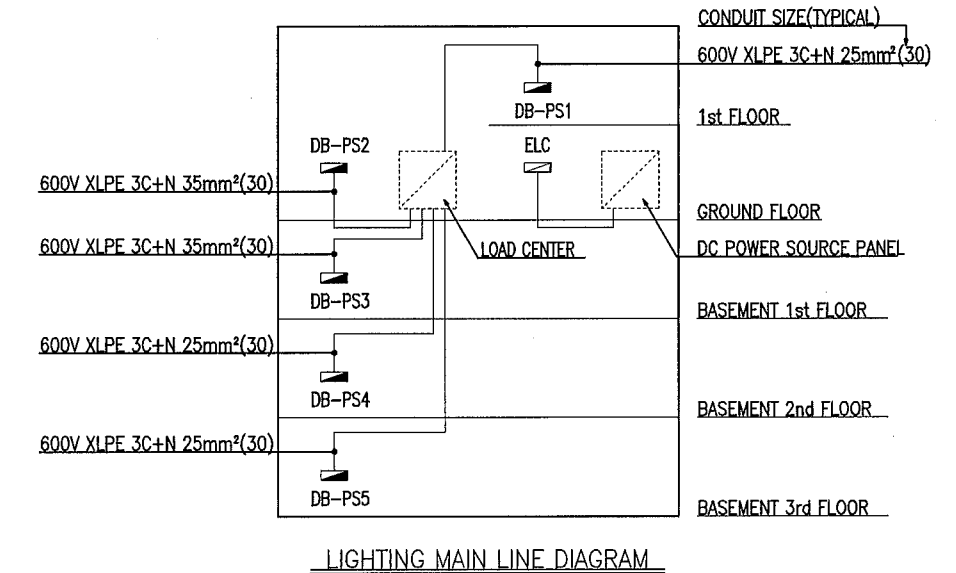 CONDUIT SIZE(TYPICAL)
600V XLPE 3C+N 25mm²(30)
DB-PS1
1st FLOOR
DB-PS2
ELC
600V XLPE 3C+N 35mm²(30)
GROUND FLOOR
600V XLPE 3C+N 35mm²(30)
LOAD CENTER
DC POWER SOURCE PANEL
DB-PS3
BASEMENT 1st FLOOR
600V XLPE 3C+N 25mm²(30)
DB-PS4
BASEMENT 2nd FLOOR
600V XLPE 3C+N 25mm²(30)
DB-PS5
BASEMENT 3rd FLOOR
LIGHTING MAIN LINE DIAGRAM